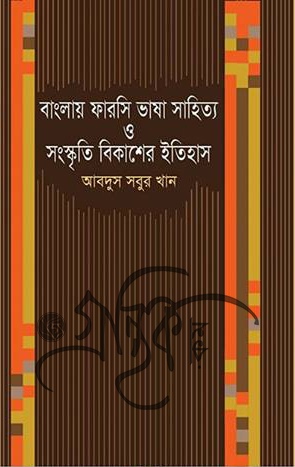 বাংলায় ফারসি ভাষা সাহিত্য
ও
সংস্কৃতি বিকাশের ইতিহাস
আবদুস সবুর খান
গ্রন্থিক